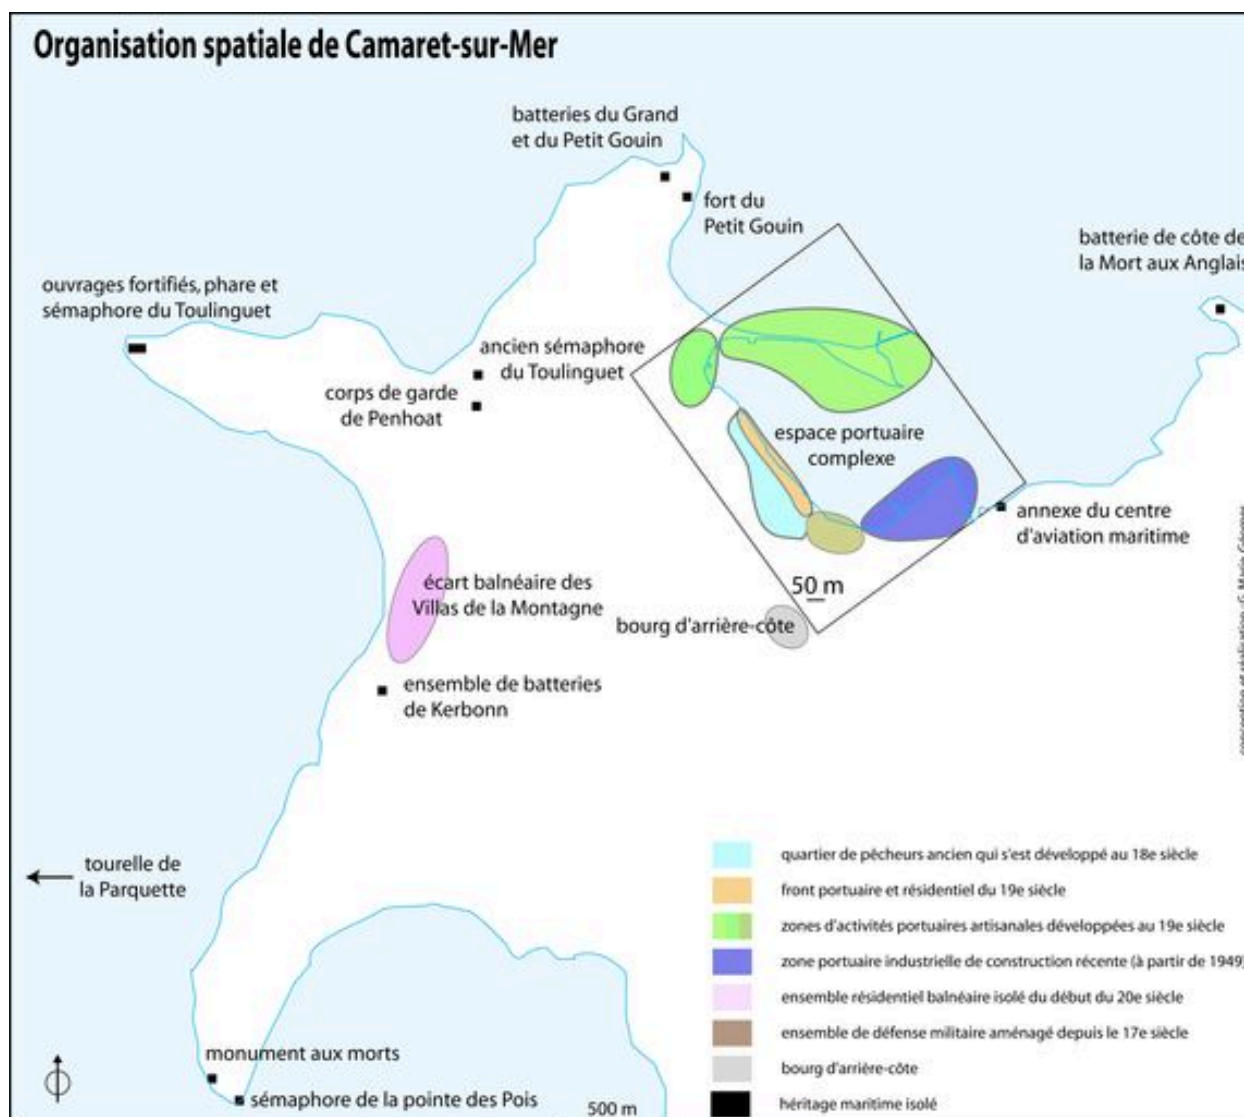 Organisation spatiale de Camaret-sur-Mer
batteries du Grand
et du Petit Gouin
fort du
Petit Gouin
batterie de côte de
la Mort aux Anglais
ouvrages fortifiés, phare et
sémaphore du Toulinguet
ancien sémaphore
du Toulinguet
corps de garde
de Penhoat
espace portuaire
complexe
annexe du centre
d'aviation maritime
50 m
écart balnéaire des
Villas de la Montagne
bourg d'arrière-côte
ensemble de batteries
de Kerbonn
conception et réalisation
tourelle de
la Parquette
quartier de pêcheurs ancien qui s'est développé au 18e siècle
front portuaire et résidentiel du 19e siècle
zones d'activités portuaires artisanales développées au 19e siècle
zone portuaire industrielle de construction récente (à partir de 1949)
ensemble résidentiel balnéaire isolé du début du 20e siècle
ensemble de défense militaire aménagé depuis le 17e siècle
bourg d'arrière-côte
héritage maritime isolé
monument aux morts
sémaphore de la pointe des Pois
500 m